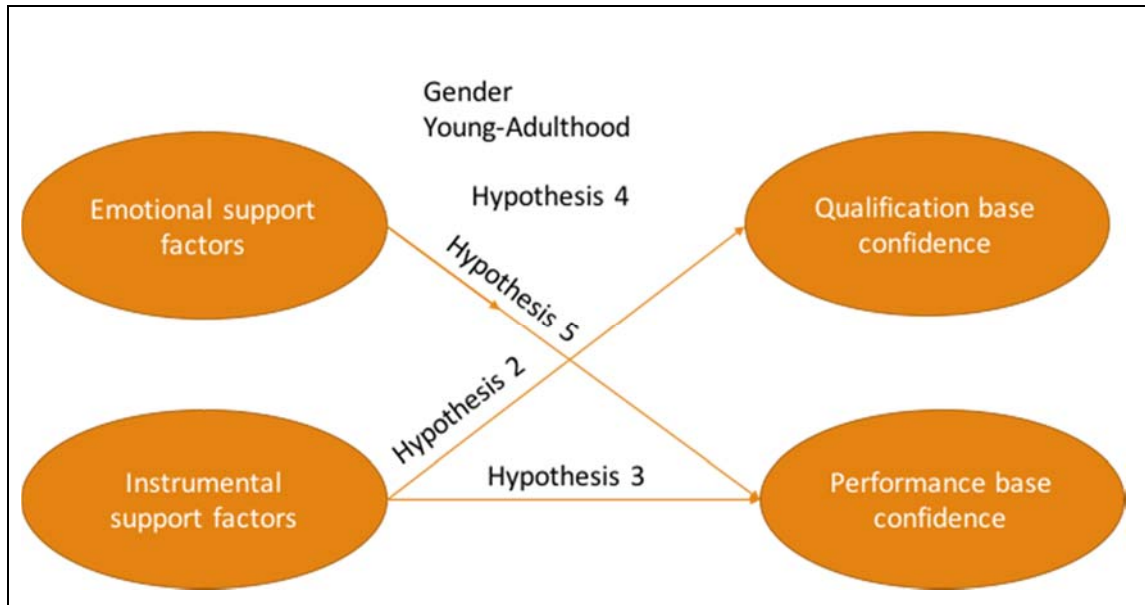 Gender
Young-Adulthood
Emotional support
factors
Hypothesis 4
Qualification base
confidence
Hypothesis 5
Hypothesis 2
Instrumental
support factors
Hypothesis 3
Performance base
confidence